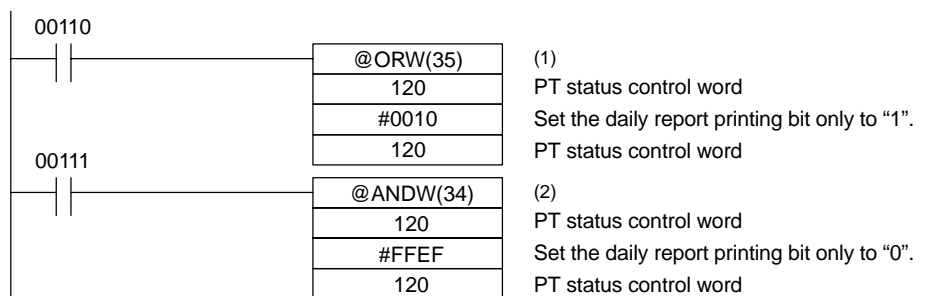 00110
@ORW(35) (1)
120 PT status control word
#0010 Set the daily report printing bit only to “1”.
120 PT status control word
00111
@ANDW(34) (2)
120 PT status control word
#FFEF Set the daily report printing bit only to “0”.
120 PT status control word